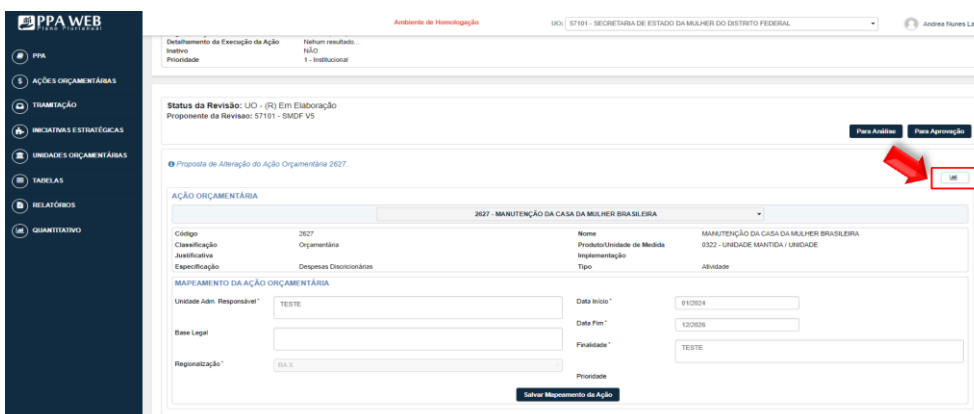 PPA WEB
Plano Plurianual
Ambiente de Homologação
UO: 57101 - SECRETARIA DE ESTADO DA MULHER DO DISTRITO FEDERAL
Andrea Nunes La
PPA
AÇÕES ORÇAMENTÁRIAS
TRAMITAÇÃO
INICIATIVAS ESTRATÉGICAS
UNIDADES ORÇAMENTÁRIAS
TABELAS
RELATÓRIOS
QUANTITATIVO
Detalhamento da Execução da Ação Nehum resultado...
Inativo NÃO
Prioridade 1 - Institucional
Status da Revisão: UO - (R) Em Elaboração
Proponente da Revisao: 57101 - SMDF V5
Para Análise Para Aprovação
Proposta de Alteração do Ação Orçamentária 2627.
AÇÃO ORÇAMENTÁRIA
2627 - MANUTENÇÃO DA CASA DA MULHER BRASILEIRA
Código 2627 Nome MANUTENÇÃO DA CASA DA MULHER BRASILEIRA
Classificação Orçamentária Produto/Unidade de Medida 0322 - UNIDADE MANTIDA / UNIDADE
Justificativa Implementação
Especificação Despesas Discricionárias Tipo Atividade
MAPEAMENTO DA AÇÃO ORÇAMENTÁRIA
Unidade Adm. Responsável * TESTE Data Início * 01/2024
Data Fim * 12/2026
Base Legal
Finalidade * TESTE
Regionalização * RA X
Prioridade
Salvar Mapeamento da Ação